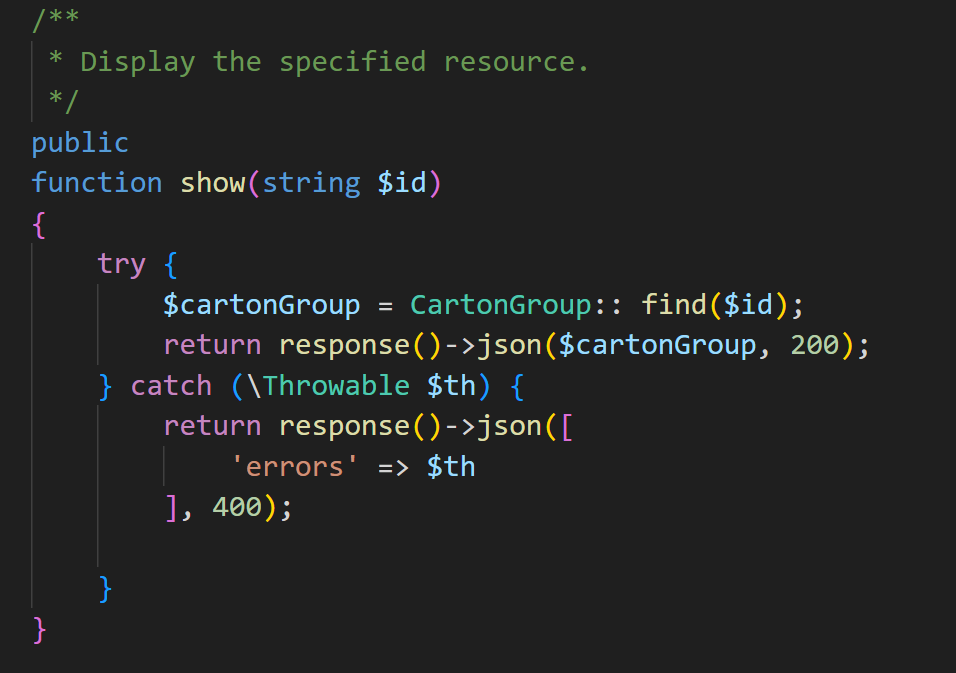 /**
 * Display the specified resource.
 */
public
function show(string $id)
{
    try {
        $cartonGroup = CartonGroup:: find($id);
        return response()->json($cartonGroup, 200);
    } catch (\Throwable $th) {
        return response()->json([
            'errors' => $th
        ], 400);

    }
}